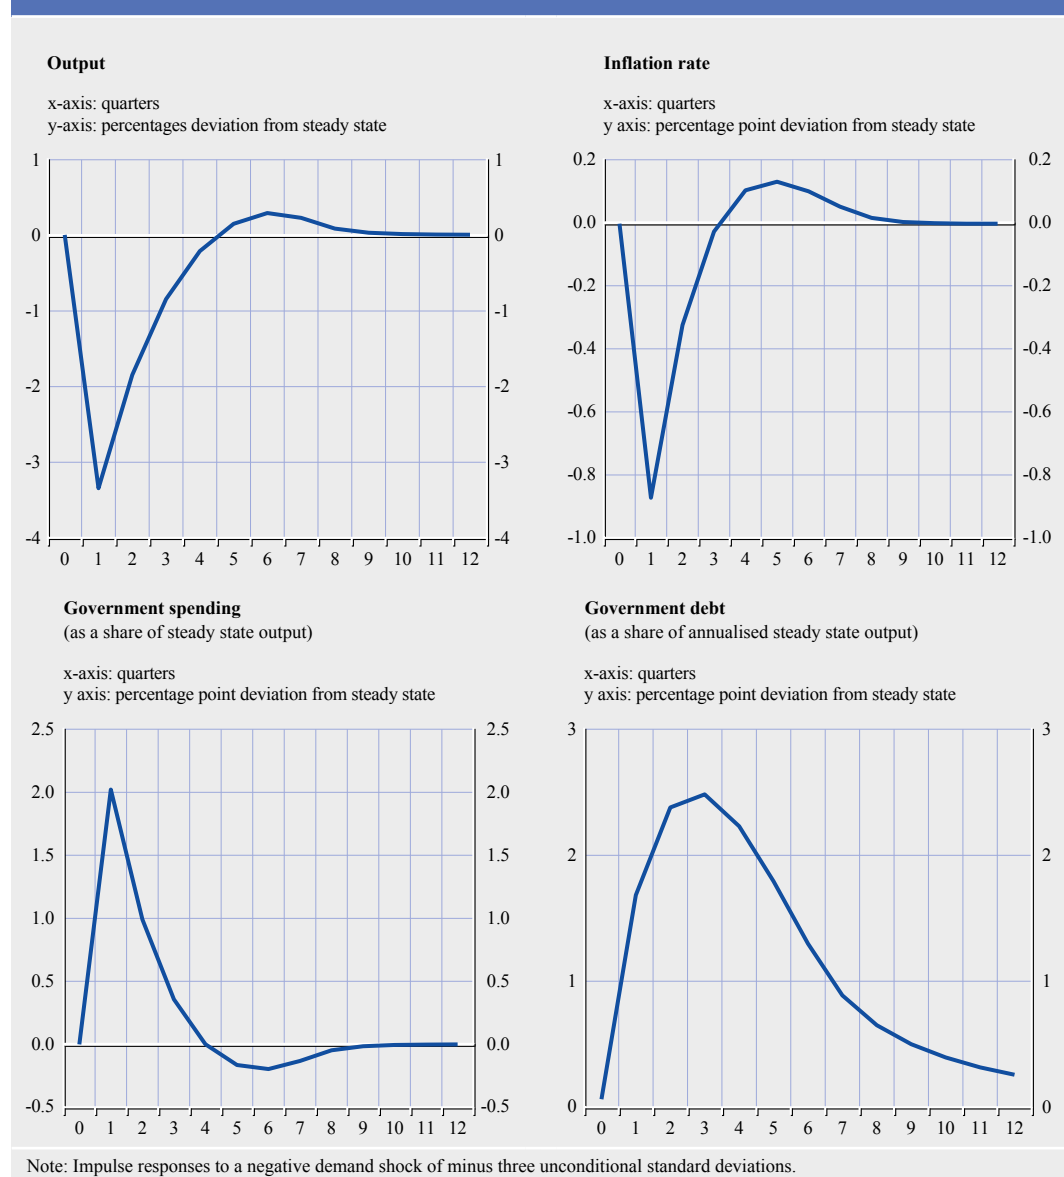 Output
x-axis: quarters
y-axis: percentages deviation from steady state
1 1
0 0
-1 -1
-2 -2
-3 -3
-4 -4
0 1 2 3 4 5 6 7 8 9 10 11 12
Inflation rate
x-axis: quarters
y axis: percentage point deviation from steady state
0.2 0.2
0.0 0.0
-0.2 -0.2
-0.4 -0.4
-0.6 -0.6
-0.8 -0.8
-1.0 -1.0
0 1 2 3 4 5 6 7 8 9 10 11 12
Government spending
(as a share of steady state output)
x-axis: quarters
y axis: percentage point deviation from steady state
2.5 2.5
2.0 2.0
1.5 1.5
1.0 1.0
0.5 0.5
0.0 0.0
-0.5 -0.5
0 1 2 3 4 5 6 7 8 9 10 11 12
Government debt
(as a share of annualised steady state output)
x-axis: quarters
y axis: percentage point deviation from steady state
3 3
2 2
1 1
0 0
0 1 2 3 4 5 6 7 8 9 10 11 12
Note: Impulse responses to a negative demand shock of minus three unconditional standard deviations.